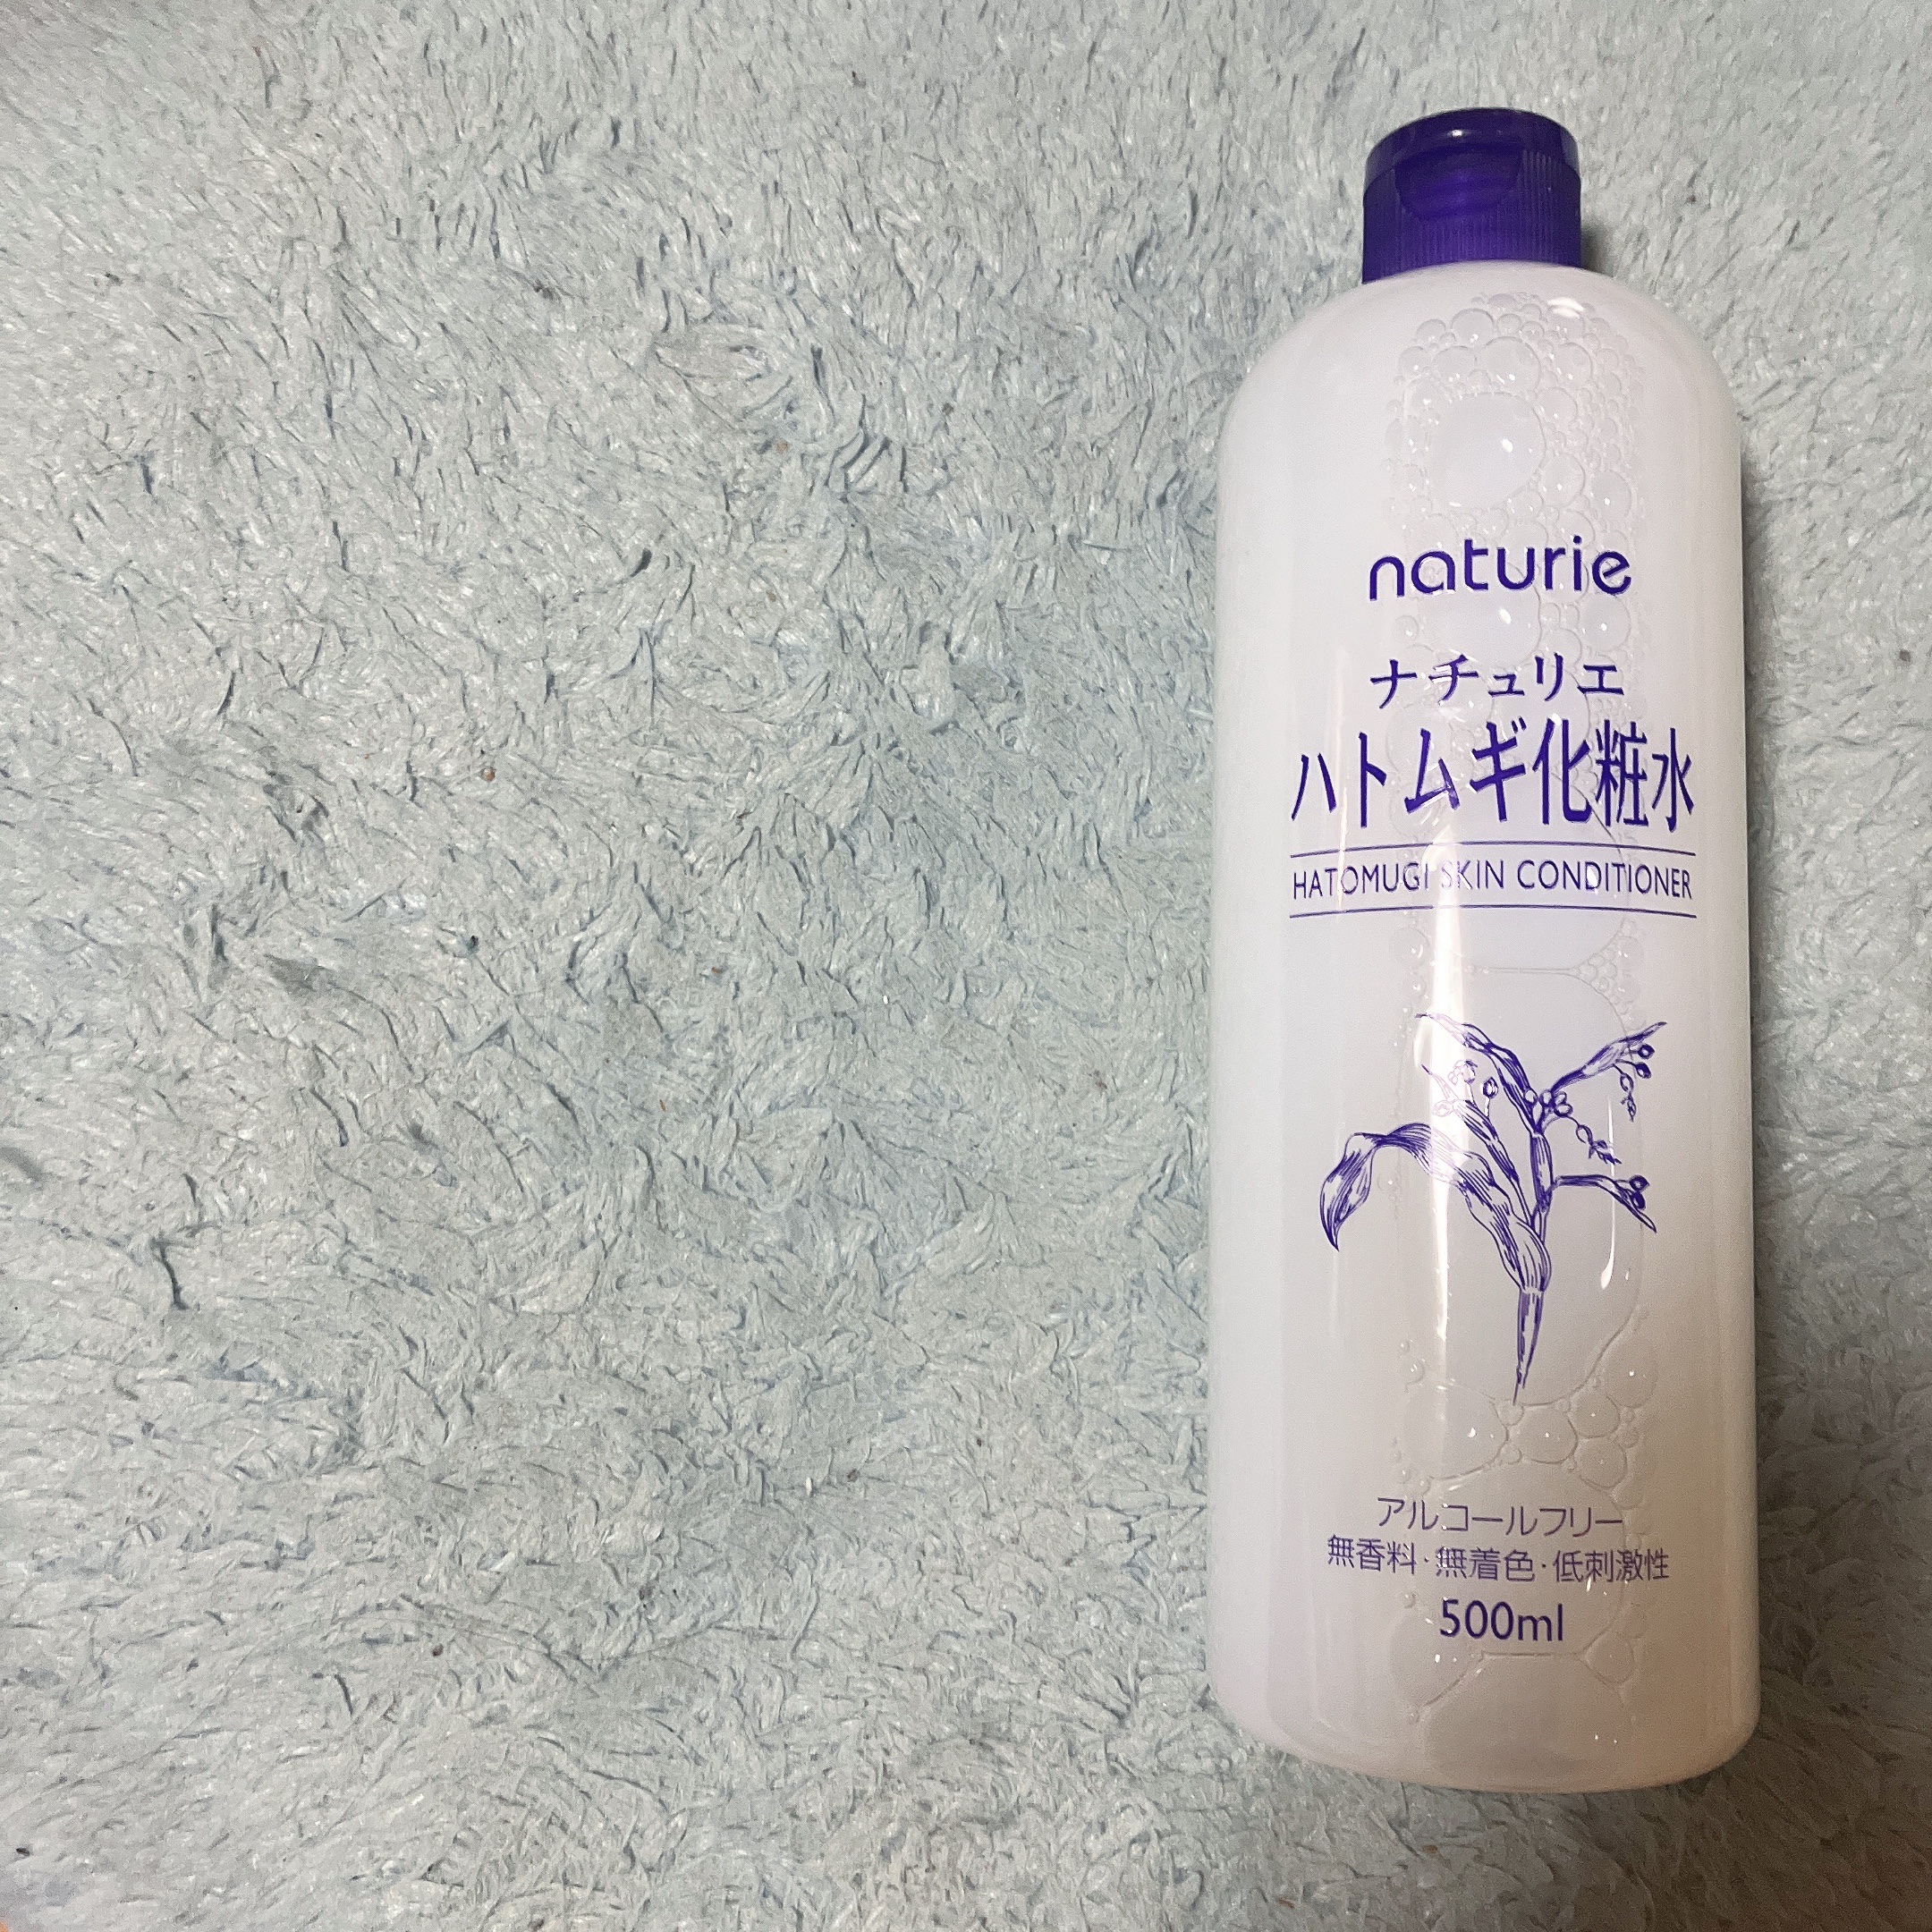 naturie
ナチュリエ
ハトムギ化粧水
HATOMUGI SKIN CONDITIONER
アルコールフリー
無香料・無着色・低刺激性
500ml